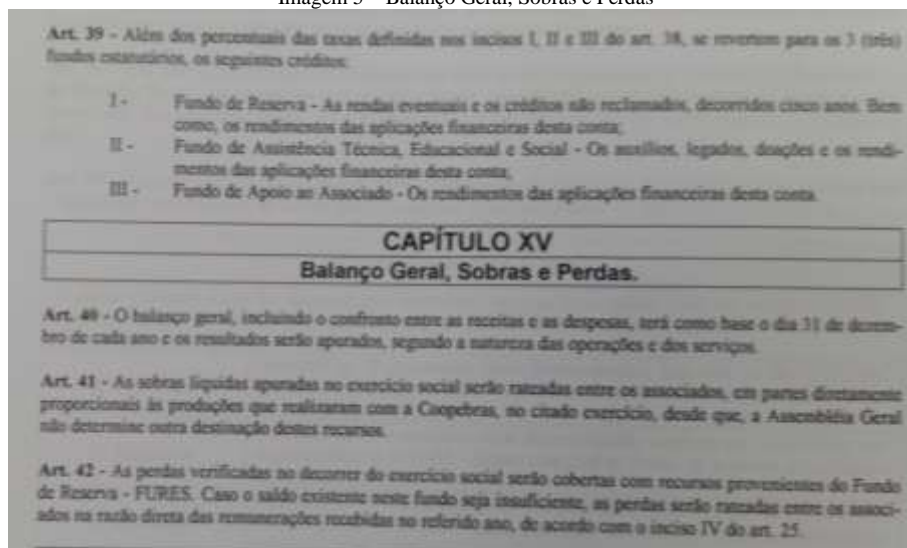 Imagem 5 – Balanço Geral, Sobras e Perdas
Art. 39 - Além dos percentuais das taxas definidas nos incisos I, II e III do art. 38, se revertem para os 3 (três)
fundos estatutários, os seguintes créditos:
I - Fundo de Reserva - As rendas eventuais e os créditos não reclamados, decorridos cinco anos. Bem
como, os rendimentos das aplicações financeiras desta conta;
II - Fundo de Assistência Técnica, Educacional e Social - Os auxílios, legados, doações e os rendi-
mentos das aplicações financeiras desta conta;
III - Fundo de Apoio ao Associado - Os rendimentos das aplicações financeiras desta conta.
CAPÍTULO XV
Balanço Geral, Sobras e Perdas.
Art. 40 - O balanço geral, incluindo o confronto entre as receitas e as despesas, terá como base o dia 31 de dezem-
bro de cada ano e os resultados serão apurados, segundo a natureza das operações e dos serviços.
Art. 41 - As sobras líquidas apuradas no exercício social serão rateadas entre os associados, em partes diretamente
proporcionais às produções que realizaram com a Coopebras, no citado exercício, desde que, a Assembléia Geral
não determine outra destinação destes recursos.
Art. 42 - As perdas verificadas no decorrer do exercício social serão cobertas com recursos provenientes do Fundo
de Reserva - FURES. Caso o saldo existente neste fundo seja insuficiente, as perdas serão rateadas entre os associ-
ados na razão direta das remunerações recebidas no referido ano, de acordo com o inciso IV do art. 25.